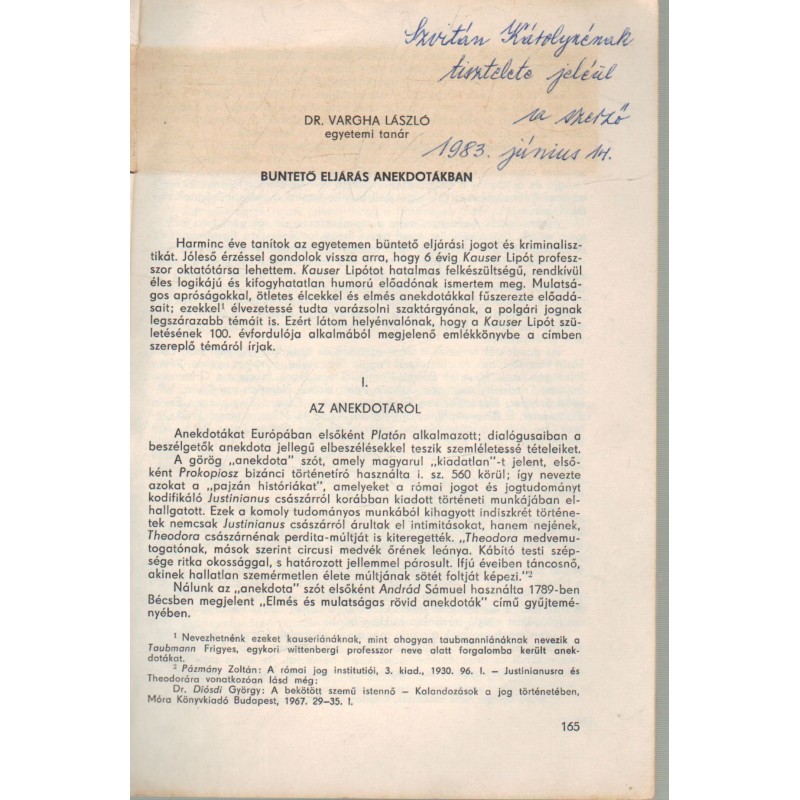 Szvitán Károlynénak
tisztelete jeléül
a szerző
1983. június 14.
DR. VARGHA LÁSZLÓ
egyetemi tanár
BUNTETŐ ELJÁRÁS ANEKDOTÁKBAN
Harminc éve tanítok az egyetemen büntető eljárási jogot és kriminalisz-
tikát. Jóleső érzéssel gondolok vissza arra, hogy 6 évig Kauser Lipót profesz-
szor oktatótársa lehettem. Kauser Lipótot hatalmas felkészültségű, rendkívül
éles logikájú és kifogyhatatlan humorú előadónak ismertem meg. Mulatsá-
gos apróságokkal, ötletes élcekkel és elmés anekdotákkal fűszerezte előadá-
sait; ezekkel¹ élvezetessé tudta varázsolni szaktárgyának, a polgári jognak
legszárazabb témáit is. Ezért látom helyénvalónak, hogy a Kauser Lipót szü-
letésének 100. évfordulója alkalmából megjelenő emlékkönyvbe a címben
szereplő témáról írjak.
I.
AZ ANEKDOTÁRÓL
Anekdotákat Európában elsőként Platón alkalmazott; dialógusaiban a
beszélgetők anekdota jellegű elbeszélésekkel teszik szemléletessé tételeiket.
A görög „anekdota" szót, amely magyarul „kiadatlan"-t jelent, első-
ként Prokopiosz bizánci történetíró használta i. sz. 560 körül; így nevezte
azokat a „pajzán históriákat", amelyeket a római jogot és jogtudományt
kodifikáló Justinianus császárról korábban kiadott történeti munkájában el-
hallgatott. Ezek a komoly tudományos munkából kihagyott indiszkrét történe-
tek nemcsak Justinianus császárról árultak el intimitásokat, hanem nejének,
Theodora császárnénak perdita-múltját is kiteregették. „Theodora medvemu-
togatónak, mások szerint circusi medvék őrének leánya. Kábító testi szép-
sége ritka okossággal, s határozott jellemmel párosult. Ifjú éveiben táncosnő,
akinek hallatlan szemérmetlen élete múltjának sötét foltját képezi."²
Nálunk az „anekdota" szót elsőként Andrád Sámuel használta 1789-ben
Bécsben megjelent „Elmés és mulatságas rövid anekdoták" című gyűjtemé-
nyében.
¹ Nevezhetnénk ezeket kauseriánáknak, mint ahogyan taubmanniánáknak nevezik a
Taubmann Frigyes, egykori wittenbergi professzor neve alatt forgalomba került anek-
dotákat.
² Pázmány Zoltán: A római jog institutiói, 3. kiad., 1930. 96. l. – Justinianusra és
Theodorára vonatkozóan lásd még:
Dr. Diósdi György: A bekötött szemű istennő – Kalandozások a jog történetében,
Móra Könyvkiadó Budapest, 1967. 29–35. l.
165